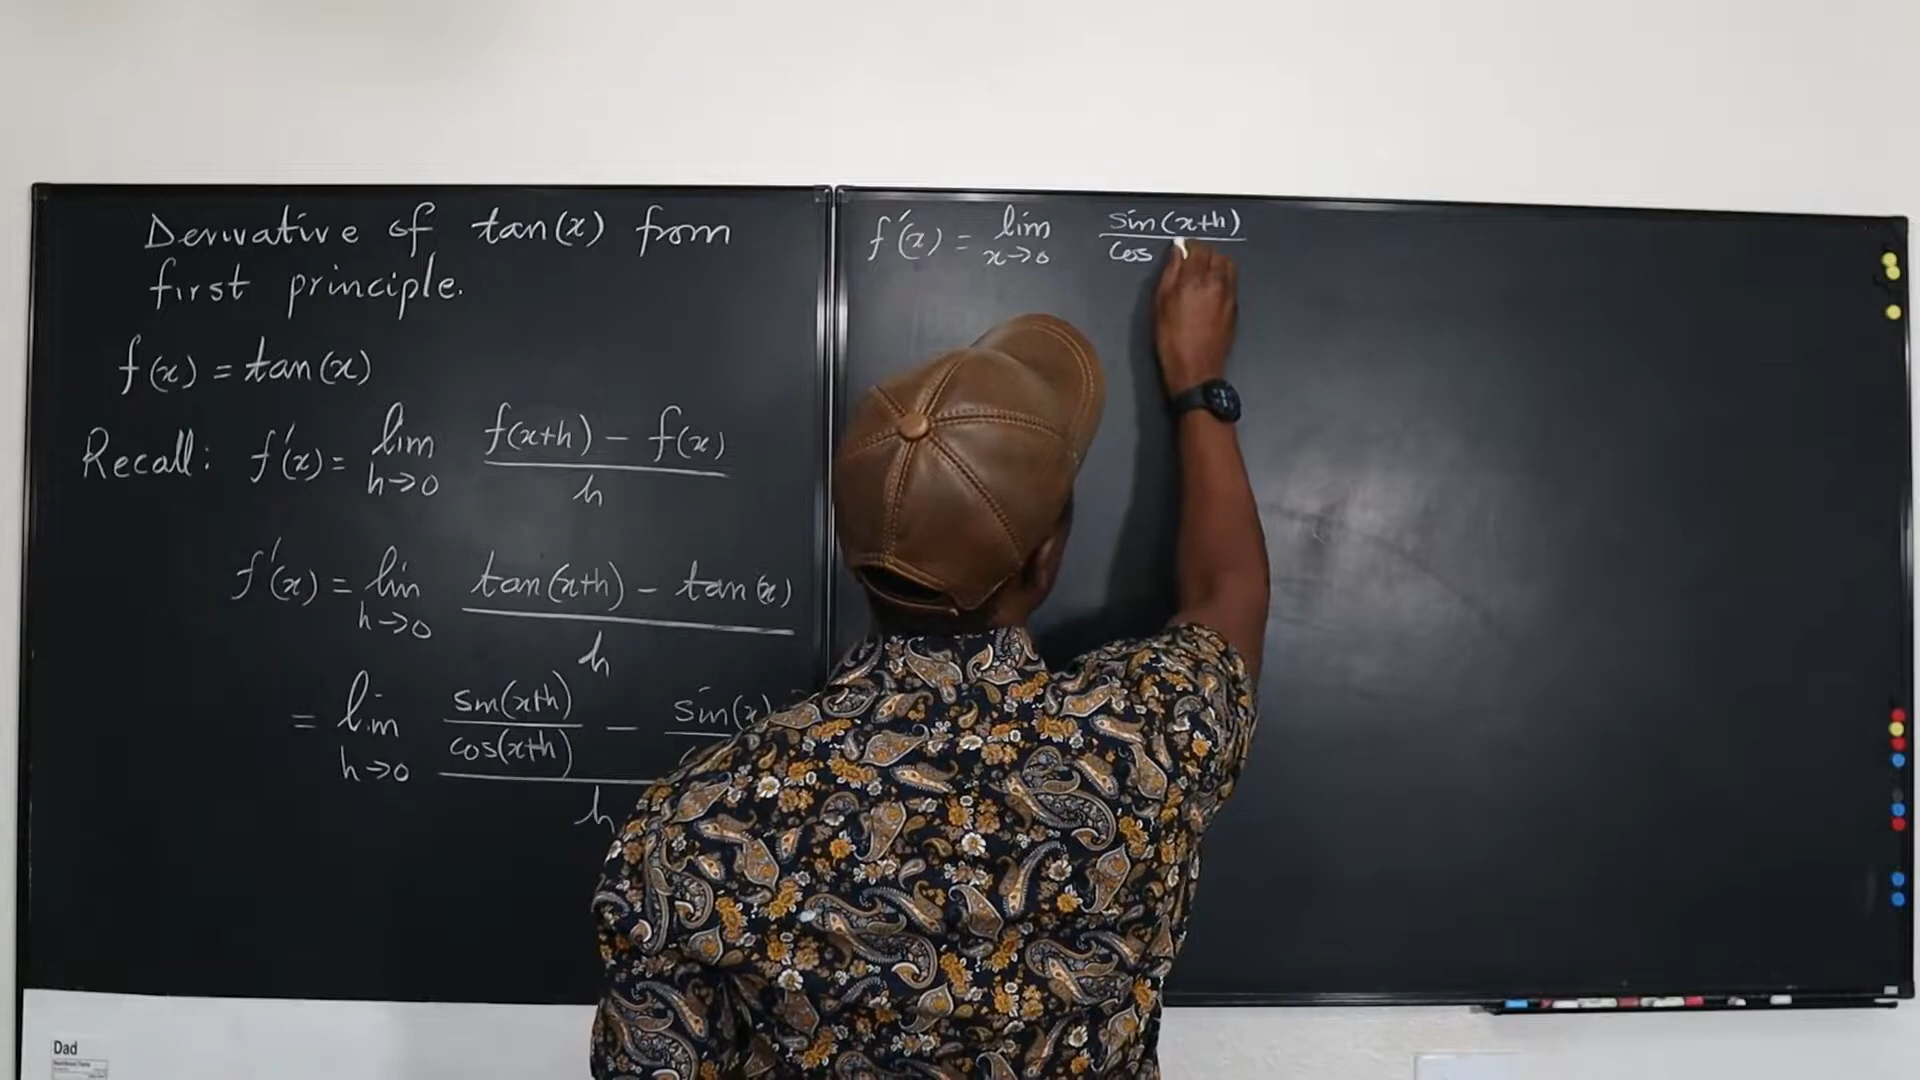 Derivative of tan(x) from
first principle.
f(x) = tan(x)
Recall: f'(x) = lim h→0 f(x+h) - f(x) / h
f'(x) = lim h→0 tan(x+h) - tan(x) / h
= lim h→0 sin(x+h) / cos(x+h) - sin(x) / h
f'(x) = lim x→0 sin(x+h) / cos
Dad